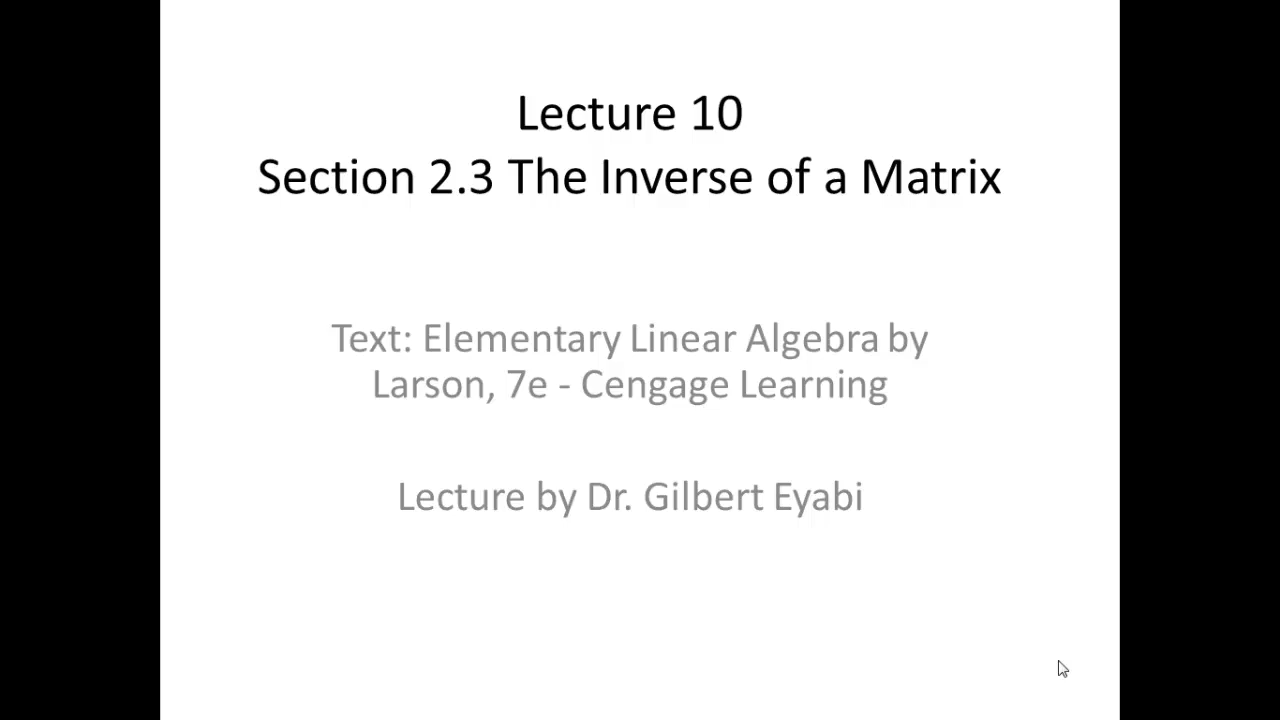 Lecture 10
Section 2.3 The Inverse of a Matrix
Text: Elementary Linear Algebra by
Larson, 7e - Cengage Learning
Lecture by Dr. Gilbert Eyabi